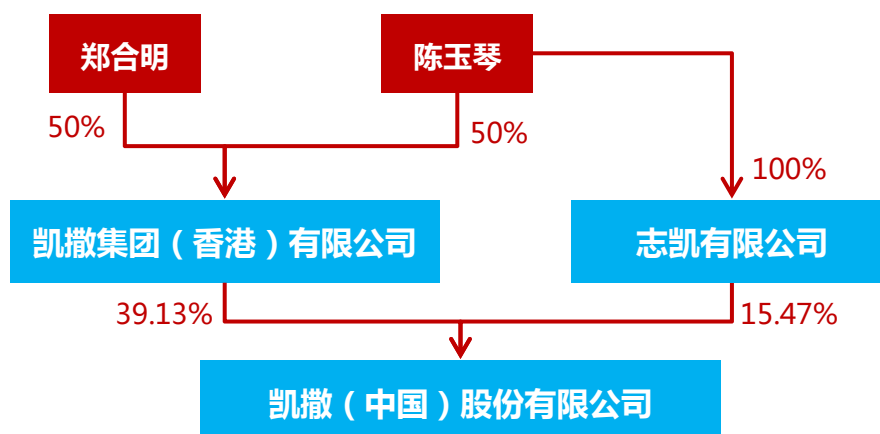 郑合明
陈玉琴
50%
50%
100%
凯撒集团（香港）有限公司
志凯有限公司
39.13%
15.47%
凯撒（中国）股份有限公司